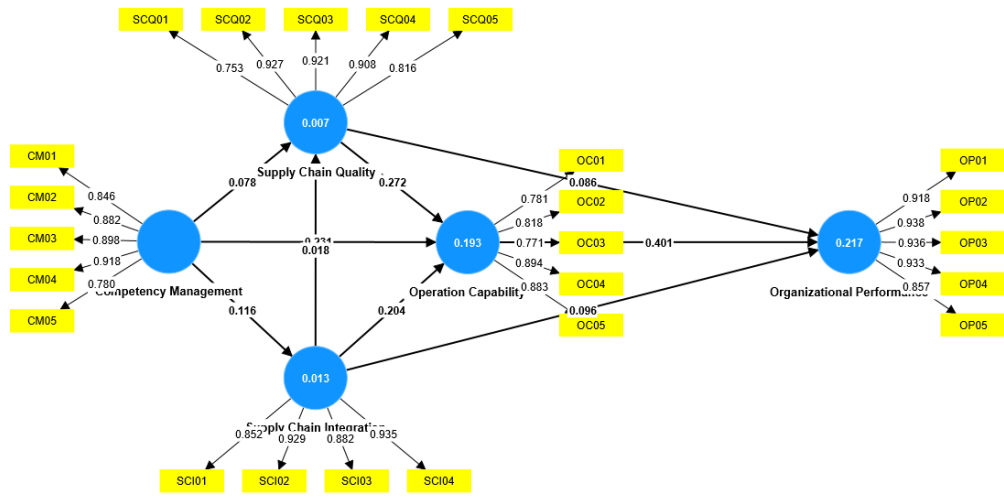 SCQ01 SCQ02 SCQ03 SCQ04 SCQ05
0.753 0.927 0.921 0.908 0.816
0.007
Supply Chain Quality
CM01
CM02
CM03
CM04
CM05
0.846
0.882
0.898
0.918
0.780
Competency Management
0.078
0.116
0.018
0.272
0.204
0.193
Operation Capability
0.781
0.818
0.771
0.894
0.883
OC01
OC02
OC03
OC04
OC05
0.086
0.401
0.096
0.217
Organizational Performance
0.918
0.938
0.936
0.933
0.857
OP01
OP02
OP03
OP04
OP05
0.013
Supply Chain Integration
0.852 0.929 0.882 0.935
SCI01 SCI02 SCI03 SCI04